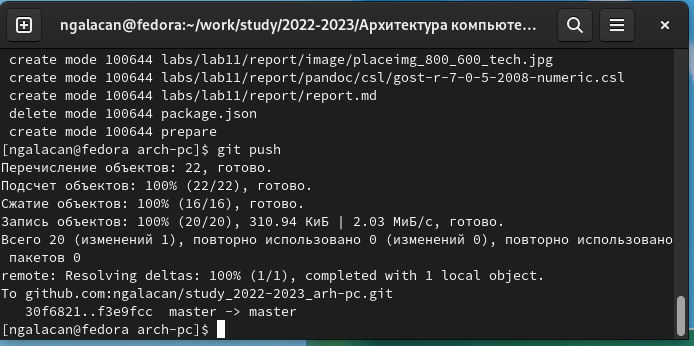 ngalacan@fedora:~/work/study/2022-2023/Архитектура компьюте...
create mode 100644 labs/lab11/report/image/placeimg_800_600_tech.jpg
create mode 100644 labs/lab11/report/pandoc/csl/gost-r-7-0-5-2008-numeric.csl
create mode 100644 labs/lab11/report/report.md
delete mode 100644 package.json
create mode 100644 prepare
[ngalacan@fedora arch-pc]$ git push
Перечисление объектов: 22, готово.
Подсчет объектов: 100% (22/22), готово.
Сжатие объектов: 100% (16/16), готово.
Запись объектов: 100% (20/20), 310.94 КиБ | 2.03 МиБ/с, готово.
Всего 20 (изменений 1), повторно использовано 0 (изменений 0), повторно использовано
пакетов 0
remote: Resolving deltas: 100% (1/1), completed with 1 local object.
To github.com:ngalacan/study_2022-2023_arh-pc.git
30f6821..f3e9fcc  master -> master
[ngalacan@fedora arch-pc]$